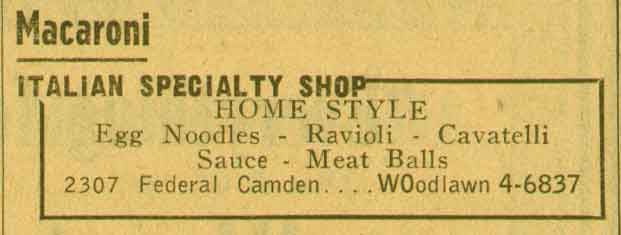 Macaroni
ITALIAN SPECIALTY SHOP
HOME STYLE
Egg Noodles - Ravioli - Cavatelli
Sauce - Meat Balls
2307 Federal Camden....WOodlawn 4-6837